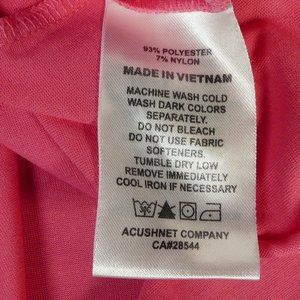 93% POLYESTER
7% NYLON
MADE IN VIETNAM
MACHINE WASH COLD
WASH DARK COLORS
SEPARATELY.
DO NOT BLEACH
DO NOT USE FABRIC
SOFTENERS.
TUMBLE DRY LOW
REMOVE IMMEDIATELY
COOL IRON IF NECESSARY
ACUSHNET COMPANY
CA#28544